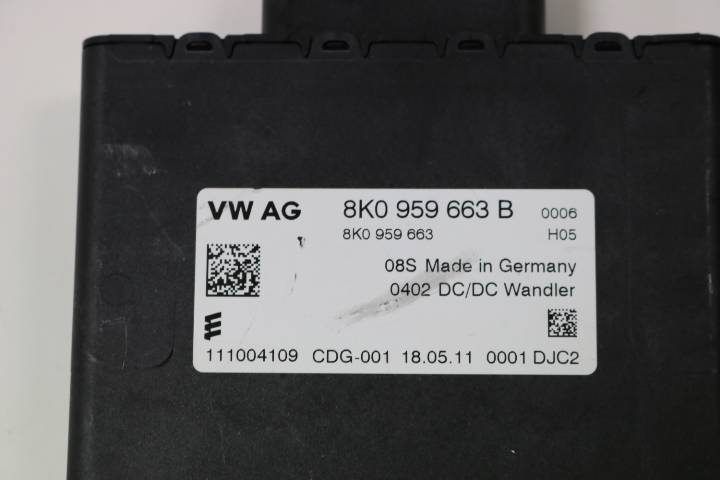 VW AG 8K0 959 663 B 0006
8K0 959 663 H05
08S Made in Germany
0402 DC/DC Wandler
111004109 CDG-001 18.05.11 0001 DJC2